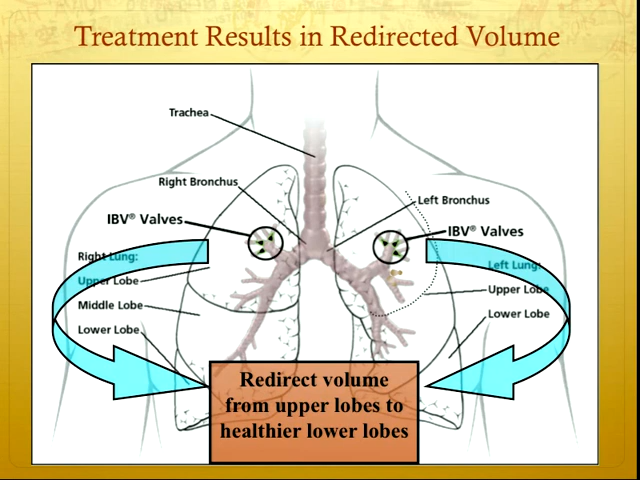 Treatment Results in Redirected Volume
Trachea
Right Bronchus
Left Bronchus
IBV® Valves
IBV® Valves
Right Lung:
Left Lung:
Upper Lobe
Upper Lobe
Middle Lobe
Lower Lobe
Lower Lobe
Redirect volume
from upper lobes to
healthier lower lobes